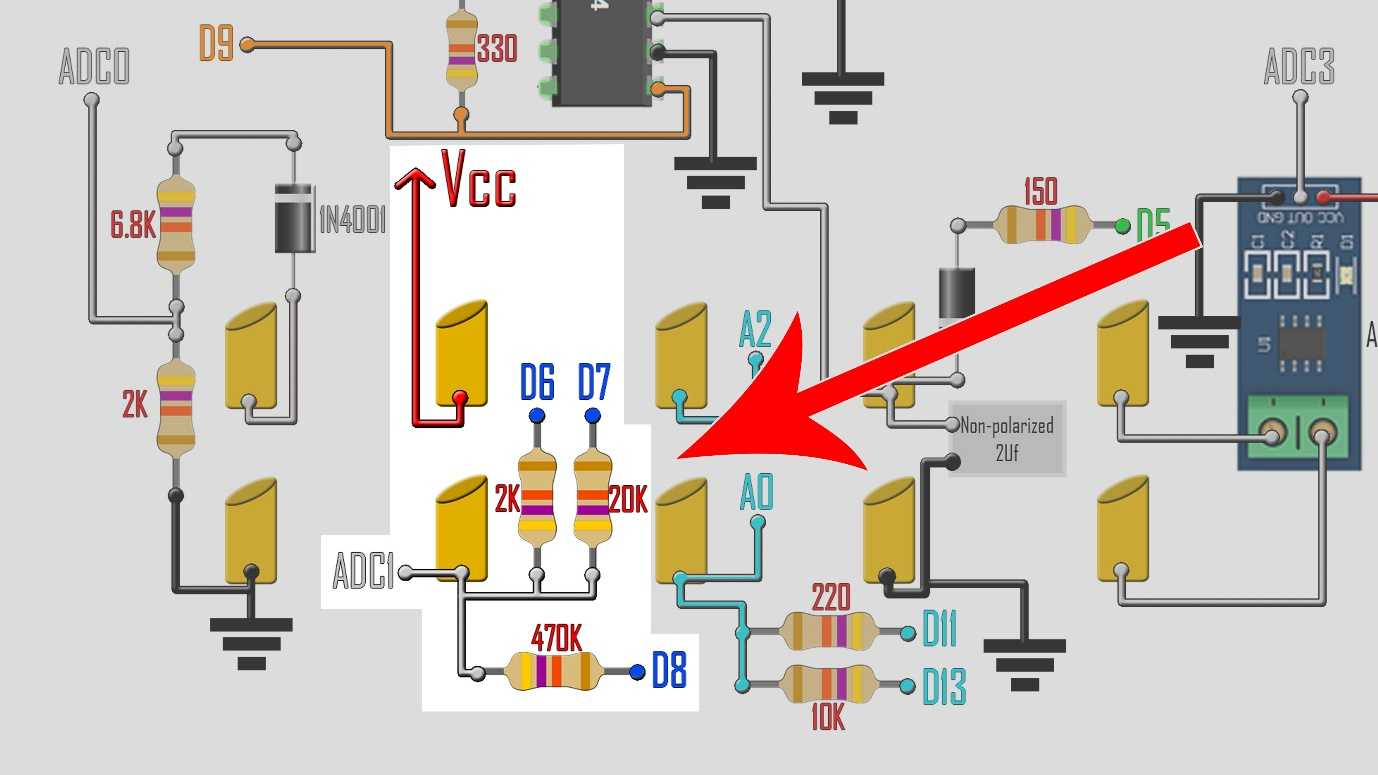 4
D9
330
ADC0
ADC3
Vcc
6.8K
1N4001
150
D5
GND OUT VCC
C1 C2 R1 D1
A2
D6 D7
2K
Non-polarized
2Uf
2K
20K
A0
U1
A
ADC1
220
D11
470K
D8
D13
10K